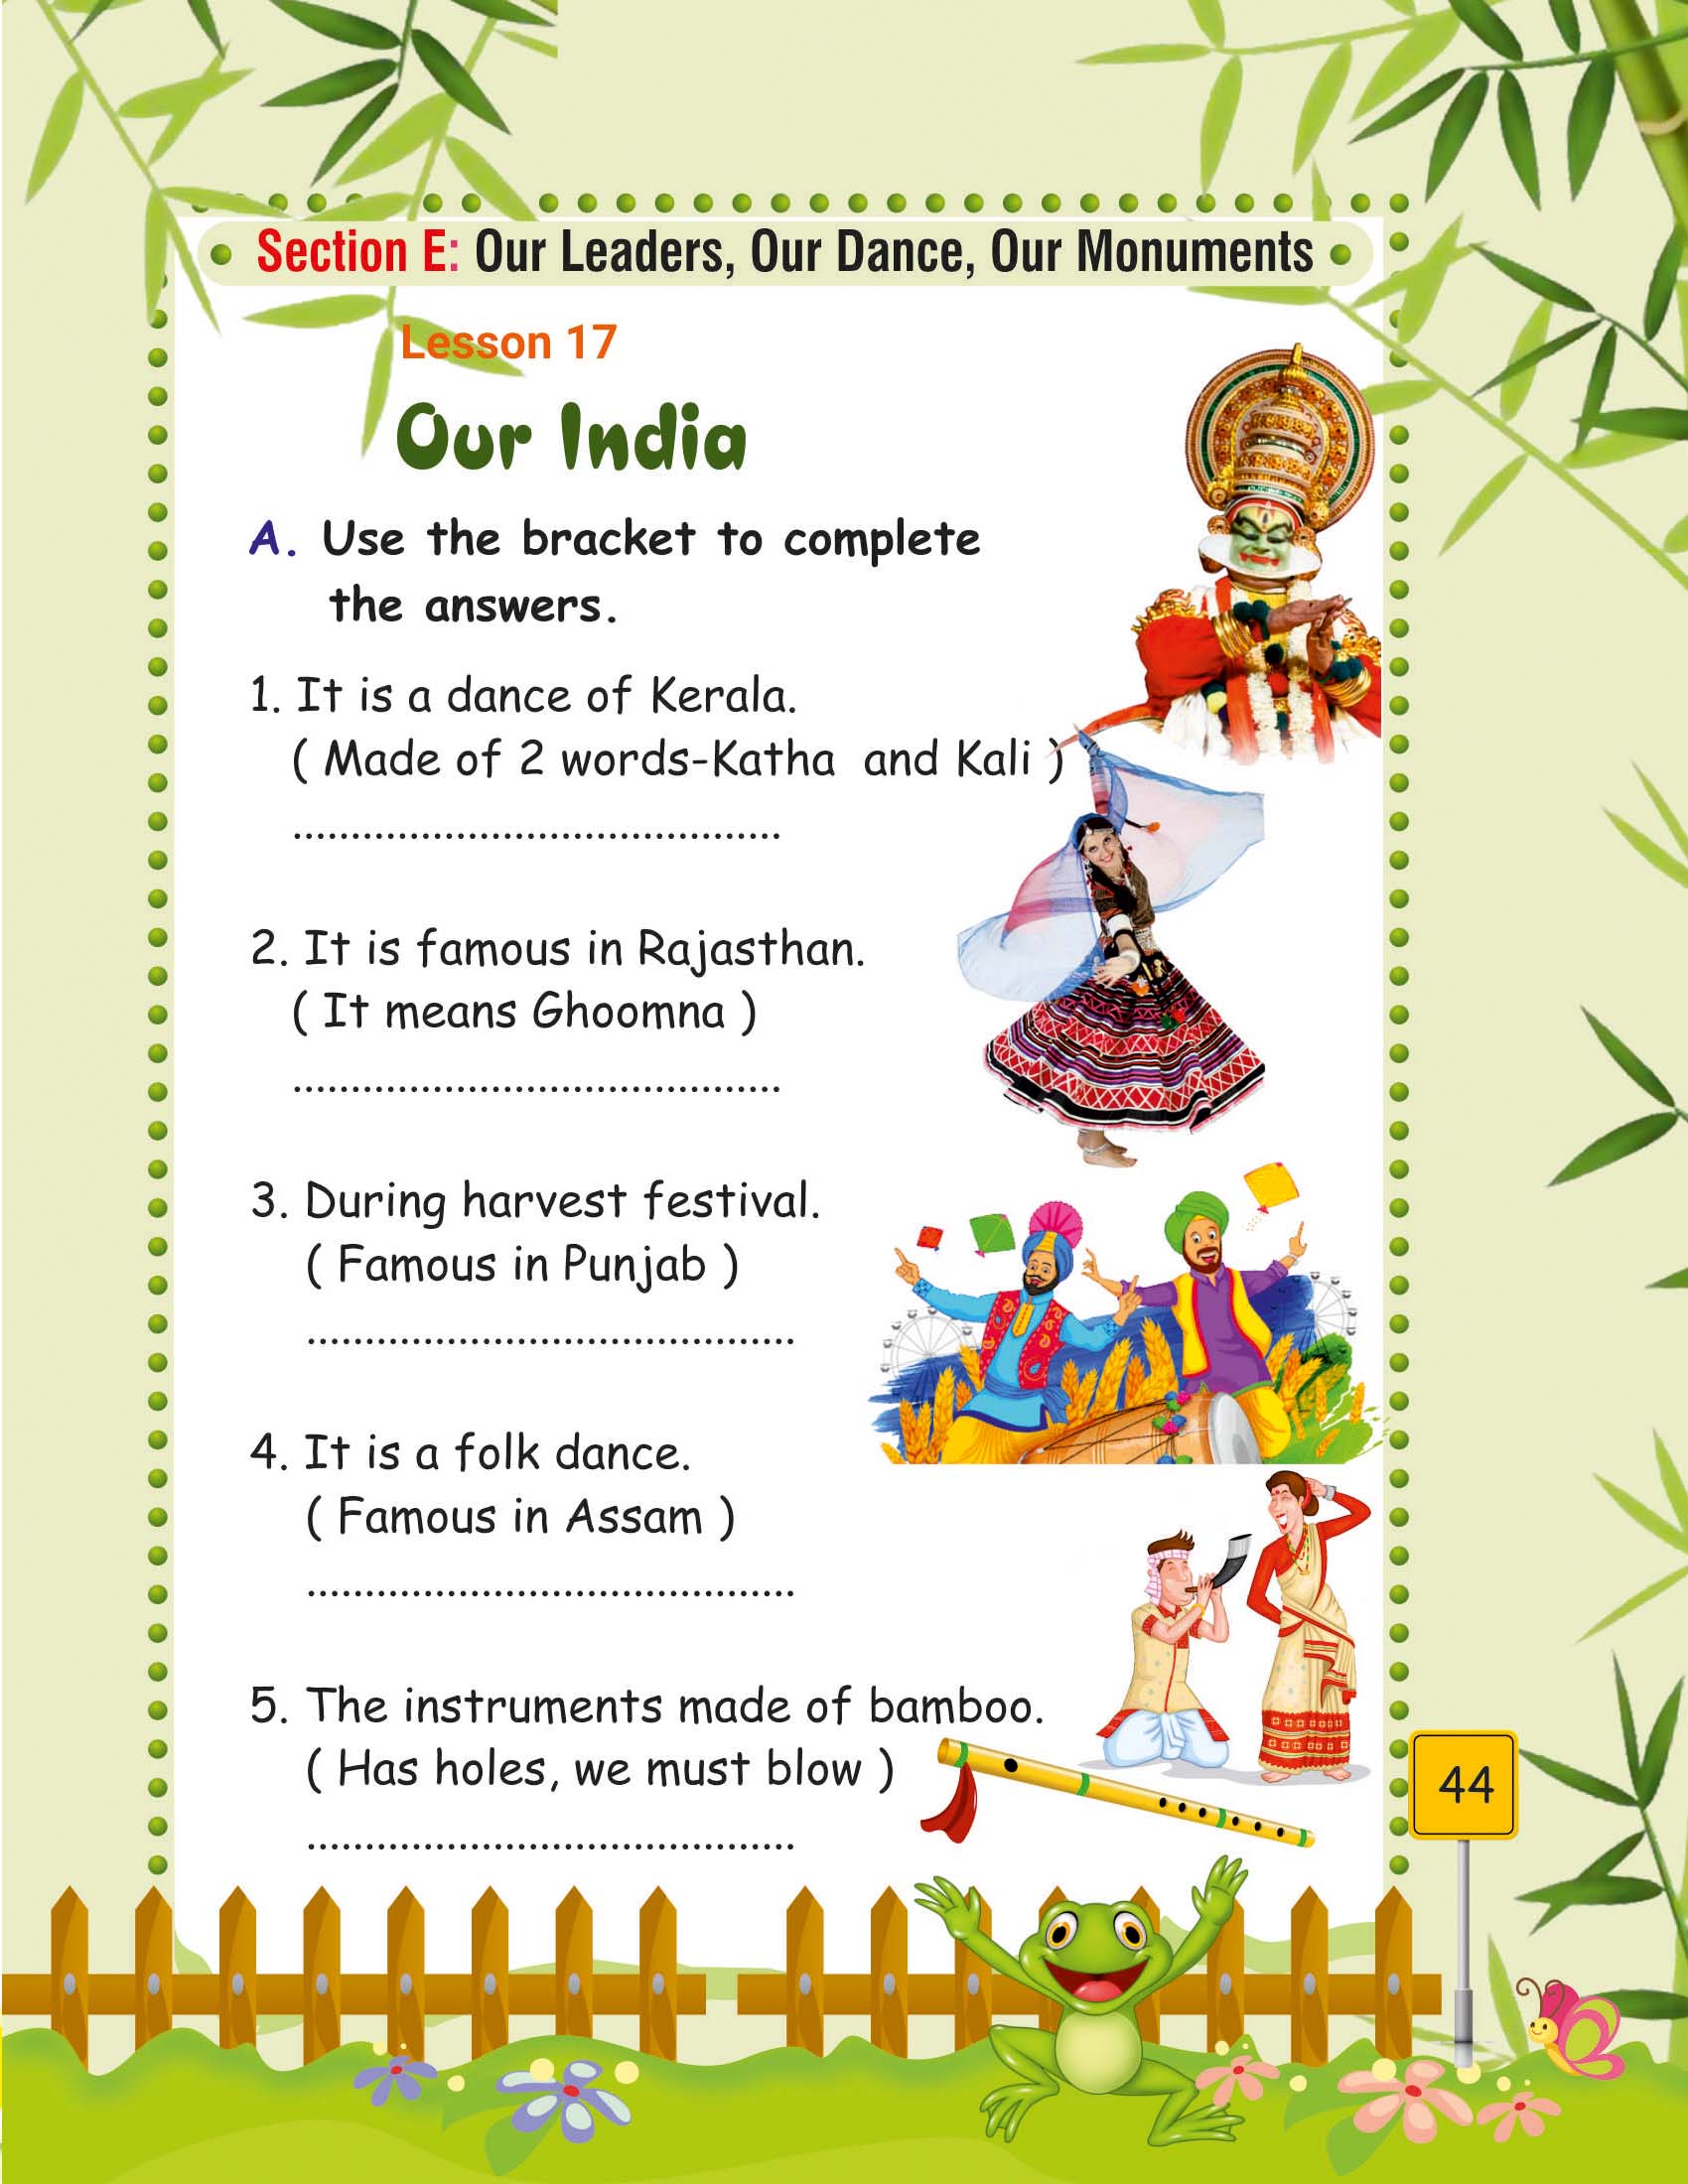 Section E: Our Leaders, Our Dance, Our Monuments
Lesson 17
Our India
A. Use the bracket to complete
the answers.
1. It is a dance of Kerala.
( Made of 2 words-Katha and Kali )
.........................................
2. It is famous in Rajasthan.
( It means Ghoomna )
.........................................
3. During harvest festival.
( Famous in Punjab )
.........................................
4. It is a folk dance.
( Famous in Assam )
.........................................
5. The instruments made of bamboo.
( Has holes, we must blow )
.........................................
44